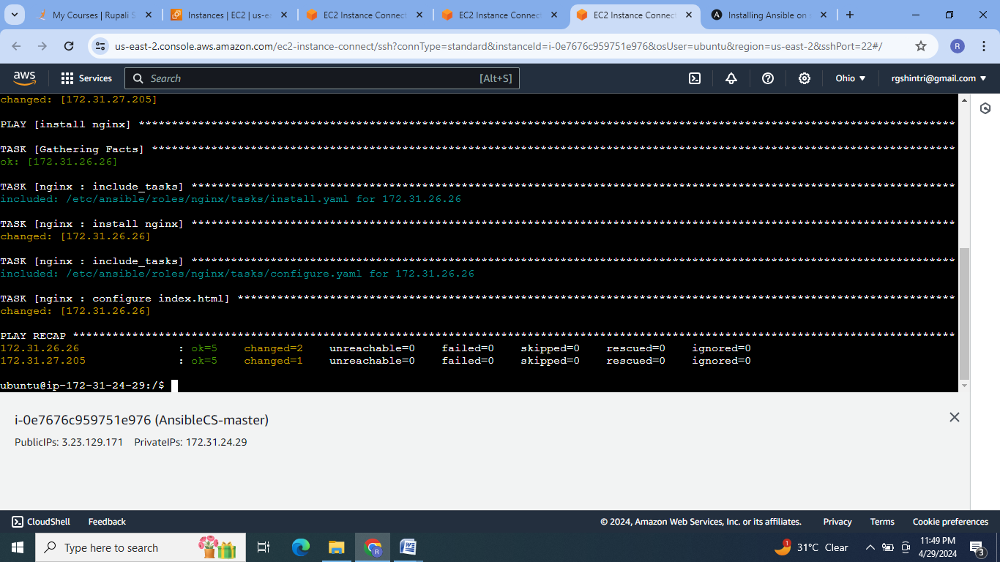 My Courses | Rupali S
Instances | EC2 | us-ea
EC2 Instance Connect
EC2 Instance Connect
EC2 Instance Connect
Installing Ansible on s
us-east-2.console.aws.amazon.com/ec2-instance-connect/ssh?connType=standard&instanceId=i-0e7676c959751e976&osUser=ubuntu&region=us-east-2&sshPort=22#/
R
aws
Services
Search
[Alt+S]
Ohio
rgshintri@gmail.com
changed: [172.31.27.205]
PLAY [install nginx] ****************************************************************************************************************************
TASK [Gathering Facts] **************************************************************************************************************************
ok: [172.31.26.26]
TASK [nginx : include_tasks] ********************************************************************************************************************
included: /etc/ansible/roles/nginx/tasks/install.yaml for 172.31.26.26
TASK [nginx : install nginx] ********************************************************************************************************************
changed: [172.31.26.26]
TASK [nginx : include_tasks] ********************************************************************************************************************
included: /etc/ansible/roles/nginx/tasks/configure.yaml for 172.31.26.26
TASK [nginx : configure index.html] *************************************************************************************************************
changed: [172.31.26.26]
PLAY RECAP **************************************************************************************************************************************
172.31.26.26 : ok=5 changed=2 unreachable=0 failed=0 skipped=0 rescued=0 ignored=0
172.31.27.205 : ok=5 changed=1 unreachable=0 failed=0 skipped=0 rescued=0 ignored=0
ubuntu@ip-172-31-24-29:/$
i-0e7676c959751e976 (AnsibleCS-master)
PublicIPs: 3.23.129.171 PrivateIPs: 172.31.24.29
CloudShell Feedback © 2024, Amazon Web Services, Inc. or its affiliates. Privacy Terms Cookie preferences
Type here to search
1
31°C Clear
11:49 PM
4/29/2024
3